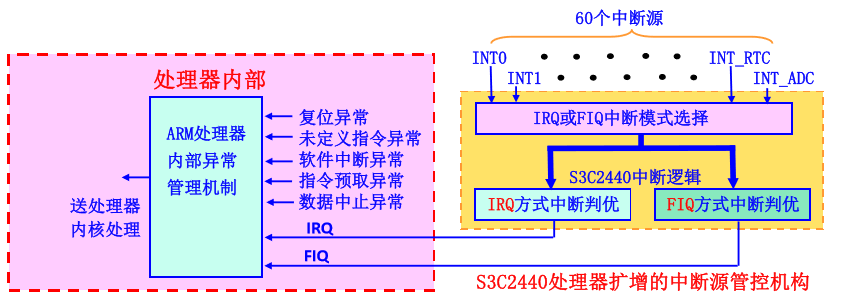 60个中断源
INT0
INT_RTC
INT1
INT_ADC
处理器内部
IRQ或FIQ中断模式选择
复位异常
ARM处理器
未定义指令异常
内部异常
软件中断异常
管理机制
指令预取异常
数据中止异常
送处理器
内核处理
S3C2440中断逻辑
IRQ方式中断判优
FIQ方式中断判优
IRQ
FIQ
S3C2440处理器扩增的中断源管控机构